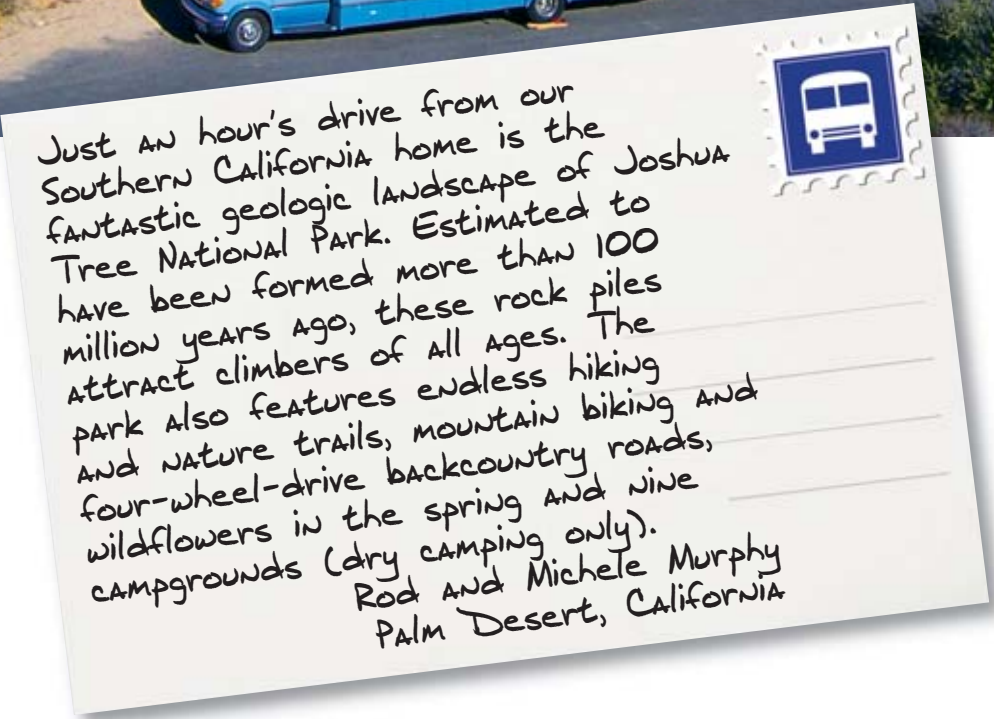 Just an hour's drive from our
Southern California home is the
fantastic geologic landscape of Joshua
Tree National Park. Estimated to
have been formed more than 100
million years ago, these rock piles
attract climbers of all ages. The
park also features endless hiking
and nature trails, mountain biking and
four-wheel-drive backcountry roads,
wildflowers in the spring and nine
campgrounds (dry camping only).
Rod and Michele Murphy
Palm Desert, California